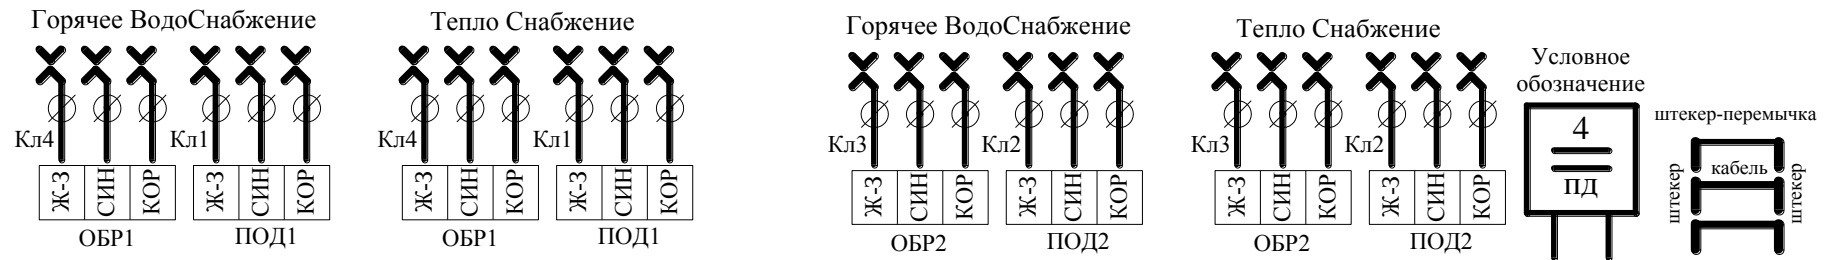 Горячее ВодоСнабжение
Тепло Снабжение
Кл4
Кл1
Кл4
Кл1
Ж-З
СИН
КОР
Ж-З
СИН
КОР
Ж-З
СИН
КОР
Ж-З
СИН
КОР
ОБР1
ПОД1
ОБР1
ПОД1
Горячее ВодоСнабжение
Тепло Снабжение
Кл3
Кл2
Кл3
Кл2
Ж-З
СИН
КОР
Ж-З
СИН
КОР
Ж-З
СИН
КОР
Ж-З
СИН
КОР
ОБР2
ПОД2
ОБР2
ПОД2
Условное
обозначение
4
ПД
штекер-перемычка
штекер
кабель
штекер